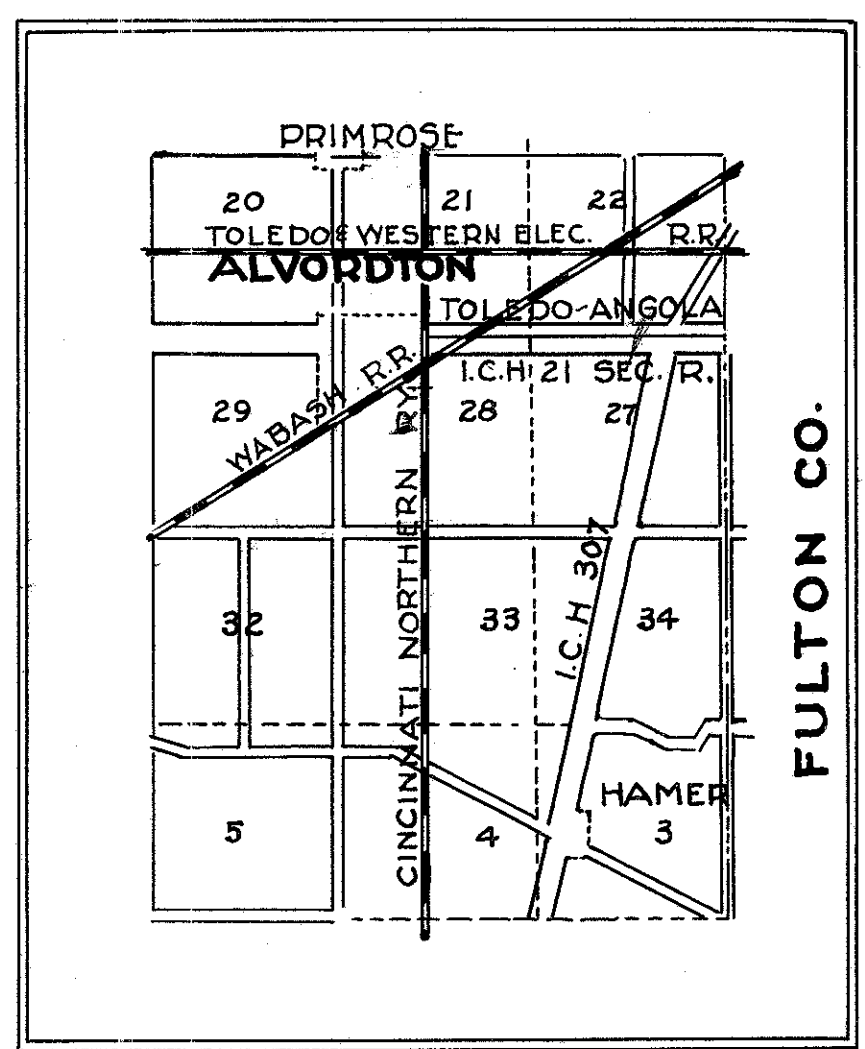 PRIMROSE
20 21 22
TOLEDO & WESTERN ELEC. R.R.
ALVORDTON
TOLEDO-ANGOLA
I.C.H. 21 SEC. R.
WABASH R.R.
29 28 27
CINCINNATI NORTHERN RY.
I.C.H 307
32 33 34
HAMER
5 4 3
FULTON CO.